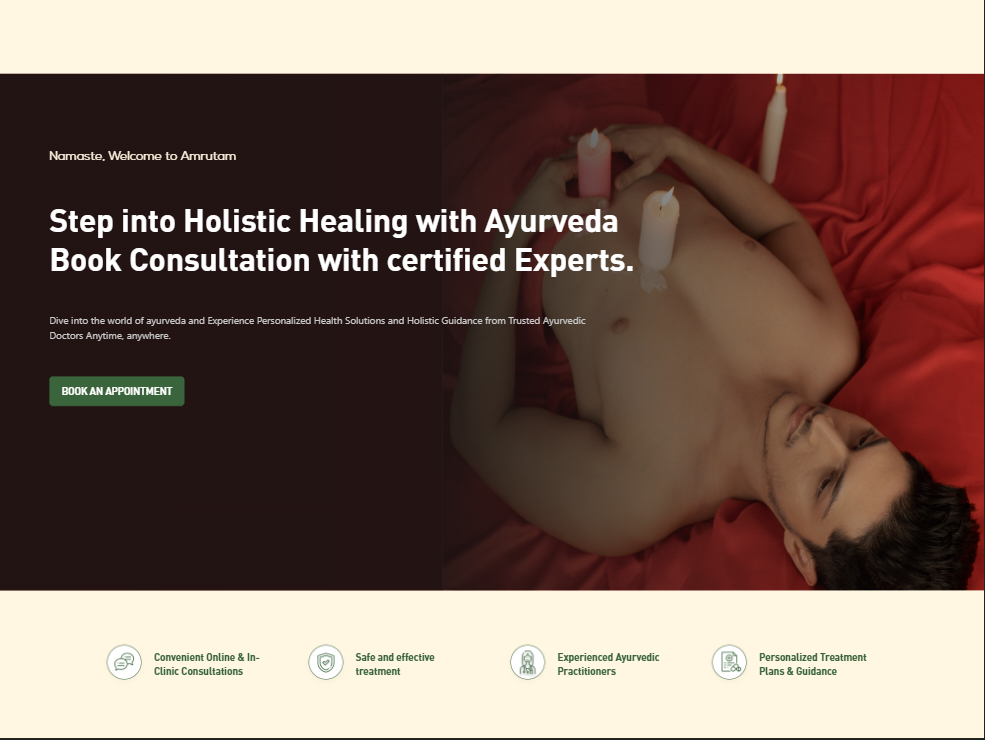 Namaste, Welcome to Amrutam
Step into Holistic Healing with Ayurveda
Book Consultation with certified Experts.
Dive into the world of ayurveda and Experience Personalized Health Solutions and Holistic Guidance from Trusted Ayurvedic
Doctors Anytime, anywhere.
BOOK AN APPOINTMENT
Convenient Online & In-
Clinic Consultations
Safe and effective
treatment
Experienced Ayurvedic
Practitioners
Personalized Treatment
Plans & Guidance